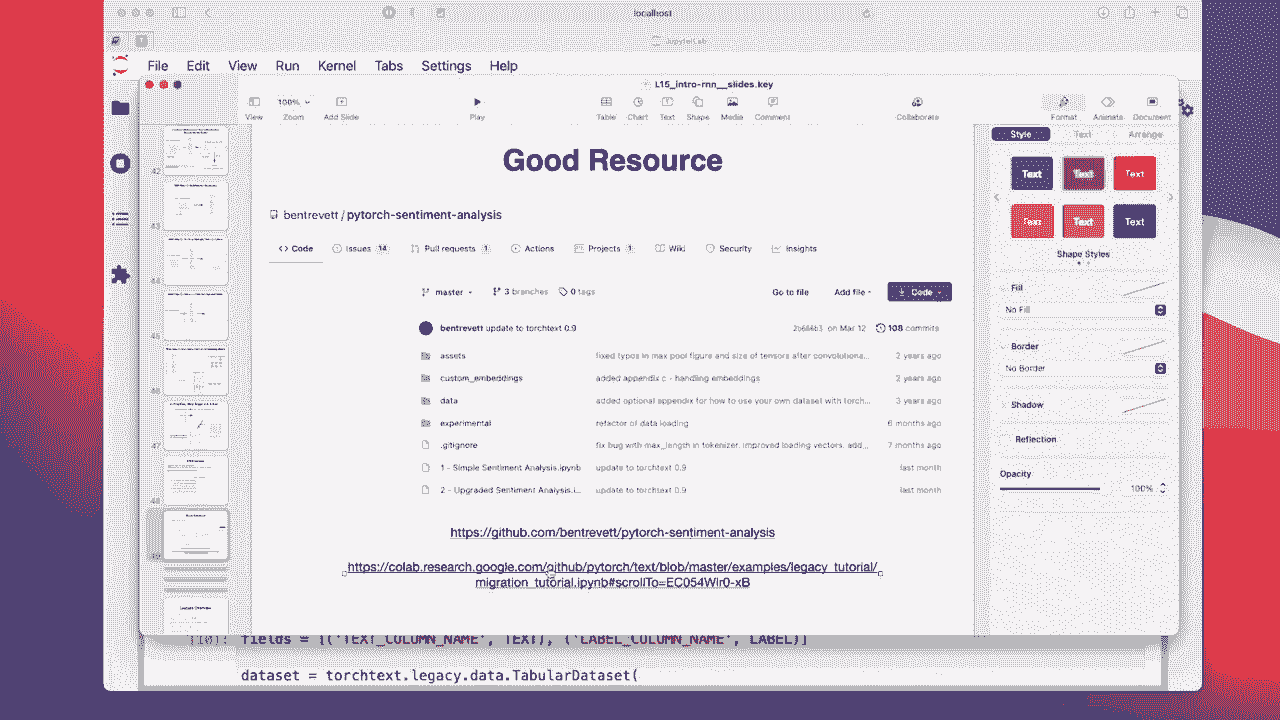 localhost
JupyterLab
File Edit View Run Kernel Tabs Settings Help
L15_intro-rnn__slides.key
View 100% Zoom Add Slide Play Table Chart Text Shape Media Comment Collaborate Format Animate Document
Style Text Arrange
Good Resource
Text Text Text
Text Text Text
Shape Styles
bentrevett / pytorch-sentiment-analysis
<> Code Issues 14 Pull requests 1 Actions Projects 1 Wiki Security Insights
master 3 branches 0 tags Go to file Add file Code
bentrevett update to torchtext 0.9 on Mar 12 108 commits
assets fixed typos in max pool figure and size of tensors after convolutiona... 2 years ago
custom_embeddings added appendix c - handling embeddings 2 years ago
data added optional appendix for how to use your own dataset with torch... 3 years ago
experimental refactor of data loading 6 months ago
.gitignore fix bug with max_length in tokenizer. improved loading vectors. add... 7 months ago
1 - Simple Sentiment Analysis.ipynb update to torchtext 0.9 last month
2 - Upgraded Sentiment Analysis.i... update to torchtext 0.9 last month
https://github.com/bentrevett/pytorch-sentiment-analysis
https://colab.research.google.com/github/pytorch/text/blob/master/examples/legacy_tutorial/
migration_tutorial.ipynb#scrollTo=EC054Wlr0-xB
Fill
No Fill
Border
No Border
Shadow
Reflection
Opacity
100%
42
43
44
45
46
47
48
49
fields = [('TEXT_COLUMN_NAME', TEXT), ('LABEL_COLUMN_NAME', LABEL)]
dataset = torchtext.legacy.data.TabularDataset(